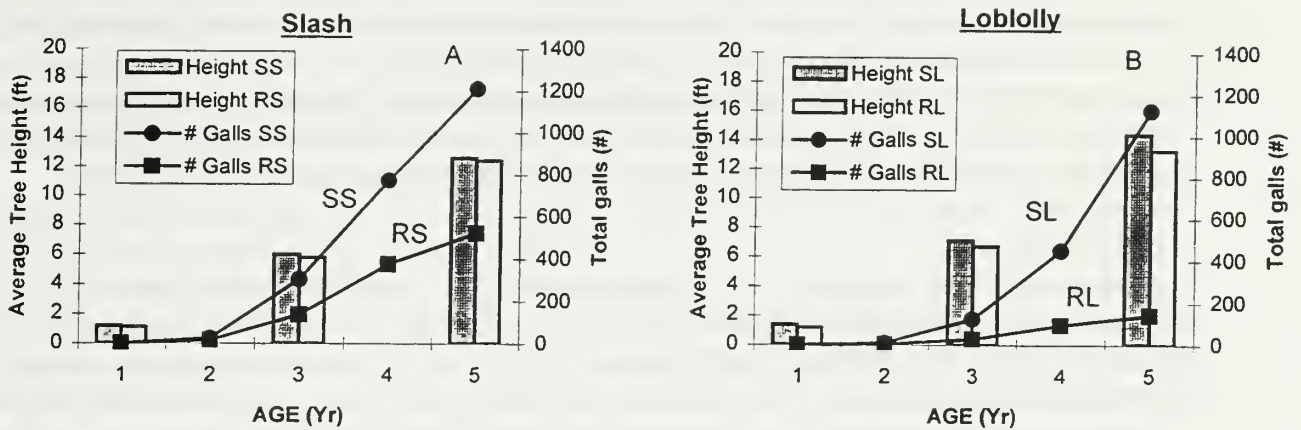 Slash
A
Average Tree Height (ft)
20
18
16
14
12
10
8
6
4
2
0
Height SS
Height RS
# Galls SS
# Galls RS
SS
RS
1400
1200
1000
800
600
400
200
0
Total galls (#)
1 2 3 4 5
AGE (Yr)
Loblolly
B
Average Tree Height (ft)
20
18
16
14
12
10
8
6
4
2
0
Height SL
Height RL
# Galls SL
# Galls RL
SL
RL
1400
1200
1000
800
600
400
200
0
Total galls (#)
1 2 3 4 5
AGE (Yr)